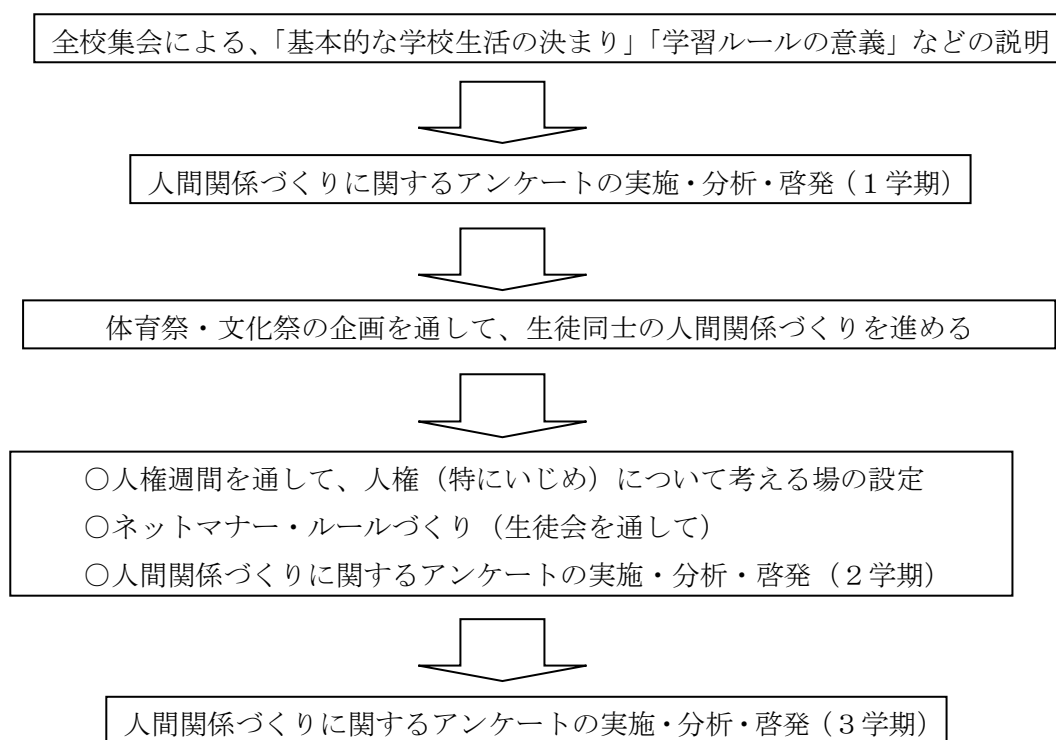 全校集会による、「基本的な学校生活の決まり」「学習ルールの意義」などの説明
人間関係づくりに関するアンケートの実施・分析・啓発（１学期）
体育祭・文化祭の企画を通して、生徒同士の人間関係づくりを進める
○人権週間を通して、人権（特にいじめ）について考える場の設定
○ネットマナー・ルールづくり（生徒会を通して）
○人間関係づくりに関するアンケートの実施・分析・啓発（２学期）
人間関係づくりに関するアンケートの実施・分析・啓発（３学期）